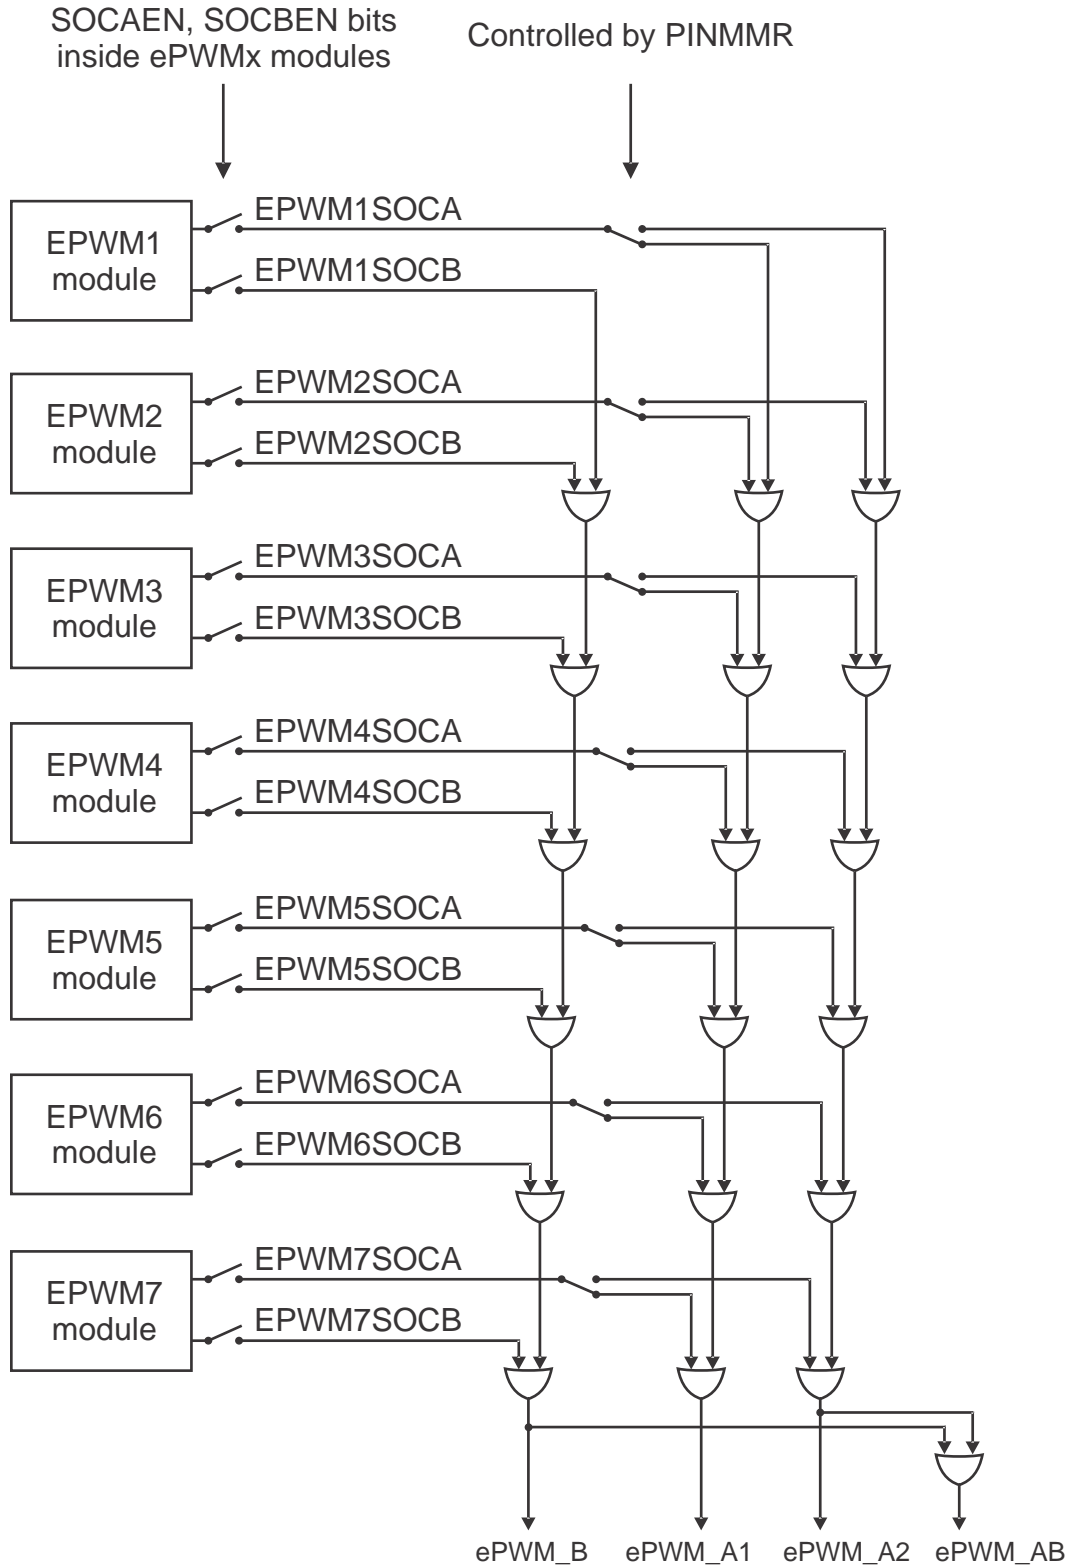 SOCAEN, SOCBEN bits
inside ePWMx modules
Controlled by PINMMR
EPWM1
module
EPWM1SOCA
EPWM1SOCB
EPWM2
module
EPWM2SOCA
EPWM2SOCB
EPWM3
module
EPWM3SOCA
EPWM3SOCB
EPWM4
module
EPWM4SOCA
EPWM4SOCB
EPWM5
module
EPWM5SOCA
EPWM5SOCB
EPWM6
module
EPWM6SOCA
EPWM6SOCB
EPWM7
module
EPWM7SOCA
EPWM7SOCB
ePWM_B ePWM_A1 ePWM_A2 ePWM_AB